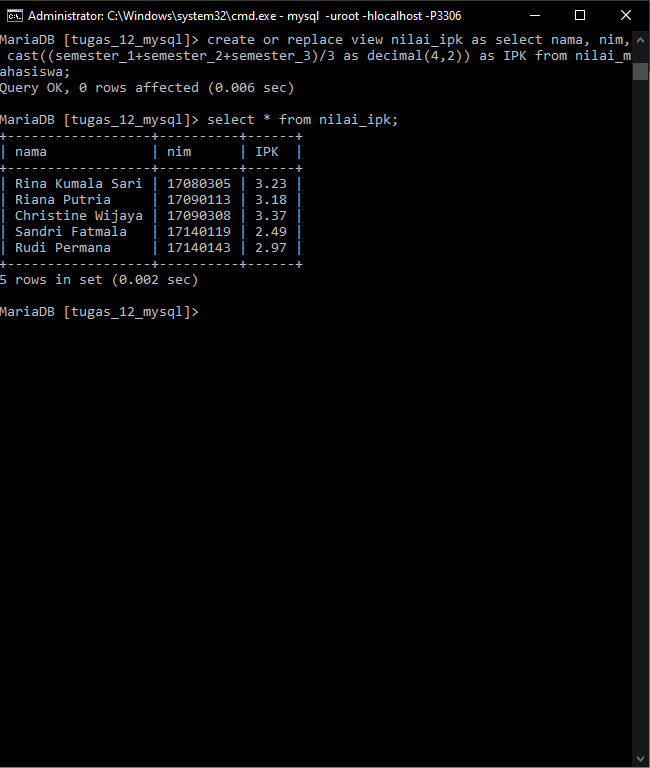 Administrator: C:\Windows\system32\cmd.exe - mysql -uroot -hlocalhost -P3306
MariaDB [tugas_12_mysql]> create or replace view nilai_ipk as select nama, nim,
 cast((semester_1+semester_2+semester_3)/3 as decimal(4,2)) as IPK from nilai_m
ahasiswa;
Query OK, 0 rows affected (0.006 sec)

MariaDB [tugas_12_mysql]> select * from nilai_ipk;
+------------------+----------+------+
| nama             | nim      | IPK  |
+------------------+----------+------+
| Rina Kumala Sari | 17080305 | 3.23 |
| Riana Putria     | 17090113 | 3.18 |
| Christine Wijaya | 17090308 | 3.37 |
| Sandri Fatmala   | 17140119 | 2.49 |
| Rudi Permana     | 17140143 | 2.97 |
+------------------+----------+------+
5 rows in set (0.002 sec)

MariaDB [tugas_12_mysql]>